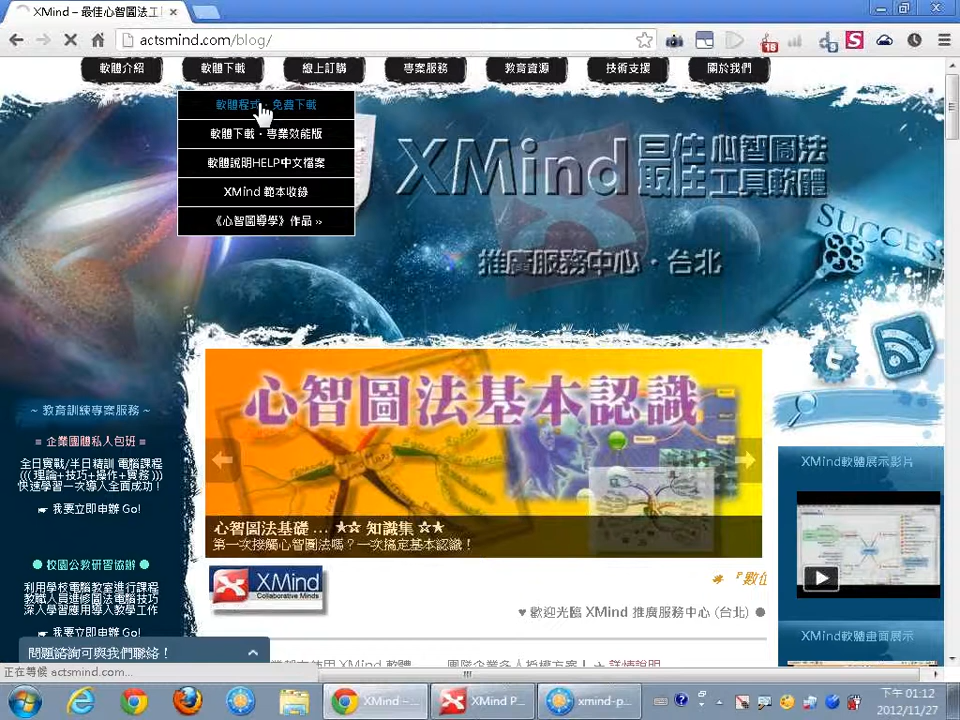 XMind – 最佳心智圖法工
actsmind.com/blog/
軟體介紹
軟體下載
線上訂購
專案服務
教育資源
技術支援
關於我們
軟體程式・免費下載
軟體下載・專業效能版
軟體說明HELP中文檔案
XMind 範本收錄
《心智圖導學》作品 »
XMind 最佳心智圖法
最佳工具軟體
推廣服務中心・台北
SUCCESS
心智圖法基本認識
心智圖法基礎 ... ★☆ 知識集 ☆★
第一次接觸心智圖法嗎？一次搞定基本認識！
~ 教育訓練專案服務 ~
≡ 企業團體私人包班 ≡
全日實戰/半日精訓 電腦課程
((( 理論+技巧+操作+實務 )))
快速學習一次導入全面成功！
☛ 我要立即申辦 Go!
● 校園公教研習協辦 ●
利用學校電腦教室進行課程
教職人員進修圖法電腦技巧
深入學習應用導入教學工作
☛ 我要立即申辦 Go!
XMind軟體展示影片
XMind軟體畫面展示
XMind
Collaborative Minds
『數位
♥ 歡迎光臨 XMind 推廣服務中心 (台北) ●
問題諮詢可與我們聯絡！
正在等候 actsmind.com...
XMind –...
XMind P...
xmind-p...
下午 01:12
2012/11/27